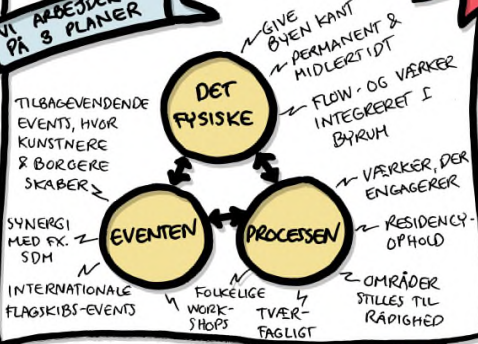 VI ARBEJDER
PÅ 3 PLANER
GIVE
BYEN KANT
PERMANENT &
MIDLERTIDT
FLOW- OG VÆRKER
INTEGRERET I
BYRUM
DET
FYSISKE
TILBAGEVENDENDE
EVENTS, HVOR
KUNSTNERE
& BORGERE
SKABER
SYNERGI
MED FX.
SDM
INTERNATIONALE
FLAGSKIBS-EVENTS
EVENTEN
PROCESSEN
VÆRKER, DER
ENGAGERER
RESIDENCY-
OPHOLD
OMRÅDER
STILLES TIL
RÅDIGHED
FOLKELIGE
WORK-
SHOPS
TVÆR-
FAGLIGT